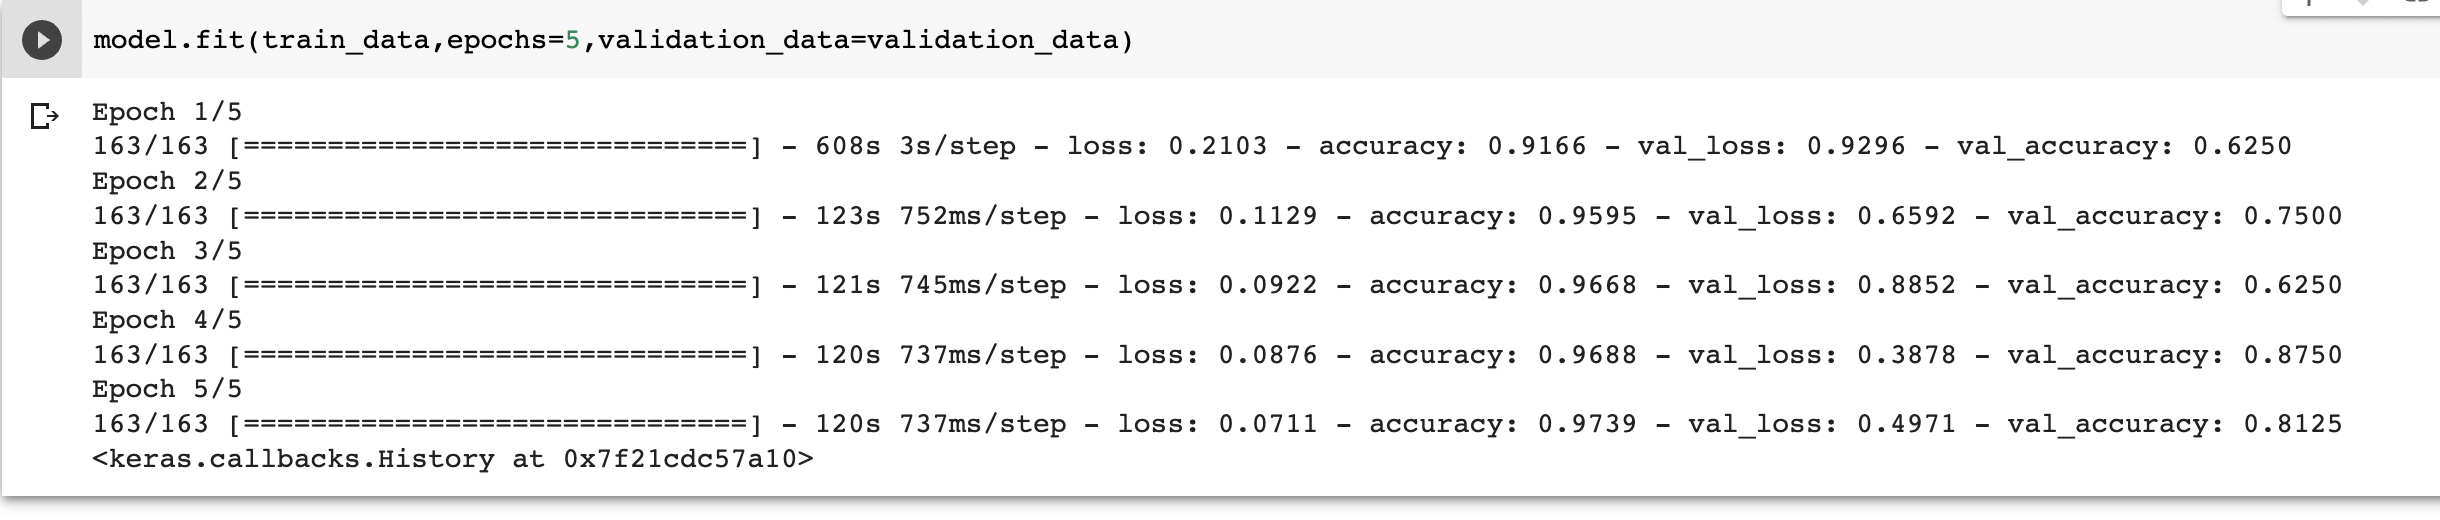 model.fit(train_data,epochs=5,validation_data=validation_data)
Epoch 1/5
163/163 [==============================] - 608s 3s/step - loss: 0.2103 - accuracy: 0.9166 - val_loss: 0.9296 - val_accuracy: 0.6250
Epoch 2/5
163/163 [==============================] - 123s 752ms/step - loss: 0.1129 - accuracy: 0.9595 - val_loss: 0.6592 - val_accuracy: 0.7500
Epoch 3/5
163/163 [==============================] - 121s 745ms/step - loss: 0.0922 - accuracy: 0.9668 - val_loss: 0.8852 - val_accuracy: 0.6250
Epoch 4/5
163/163 [==============================] - 120s 737ms/step - loss: 0.0876 - accuracy: 0.9688 - val_loss: 0.3878 - val_accuracy: 0.8750
Epoch 5/5
163/163 [==============================] - 120s 737ms/step - loss: 0.0711 - accuracy: 0.9739 - val_loss: 0.4971 - val_accuracy: 0.8125
<keras.callbacks.History at 0x7f21cdc57a10>